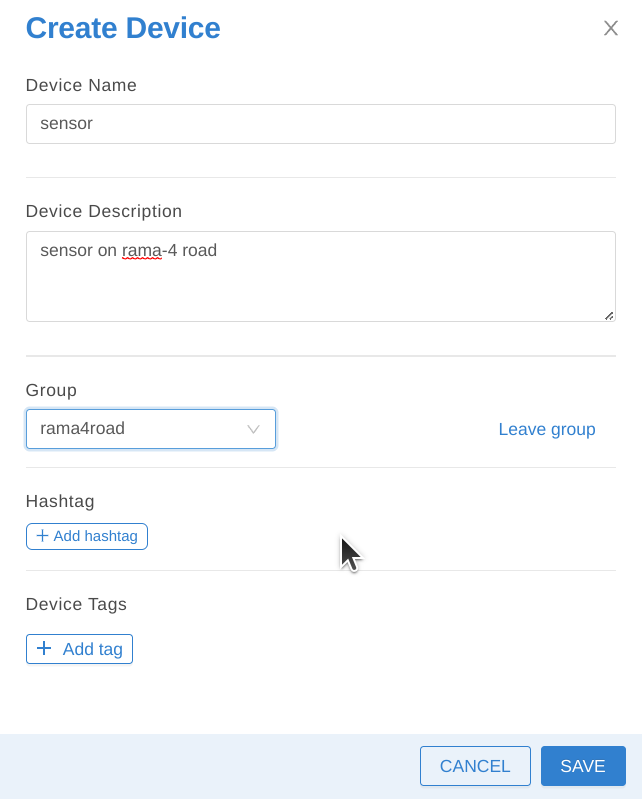 Create Device
Device Name
sensor
Device Description
sensor on rama-4 road
Group
rama4road
Leave group
Hashtag
+ Add hashtag
Device Tags
+ Add tag
CANCEL
SAVE